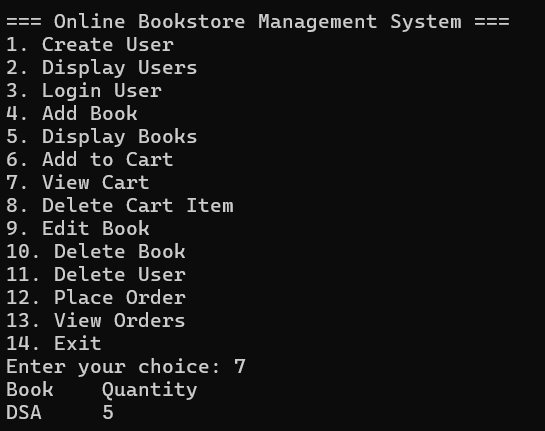 === Online Bookstore Management System ===
1. Create User
2. Display Users
3. Login User
4. Add Book
5. Display Books
6. Add to Cart
7. View Cart
8. Delete Cart Item
9. Edit Book
10. Delete Book
11. Delete User
12. Place Order
13. View Orders
14. Exit
Enter your choice: 7
Book    Quantity
DSA     5